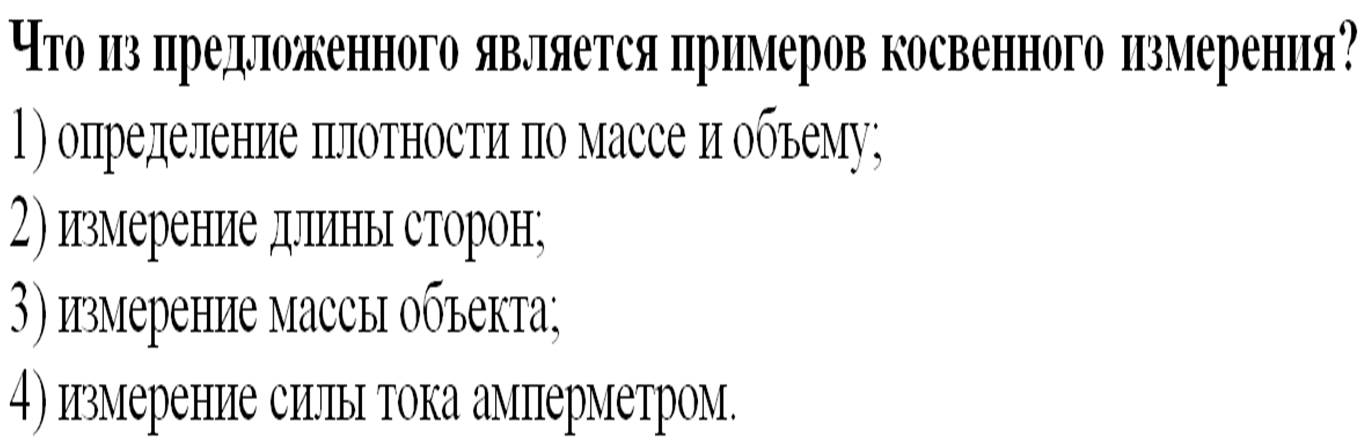 Что из предложенного является примеров косвенного измерения?
1) определение плотности по массе и объему;
2) измерение длины сторон;
3) измерение массы объекта;
4) измерение силы тока амперметром.